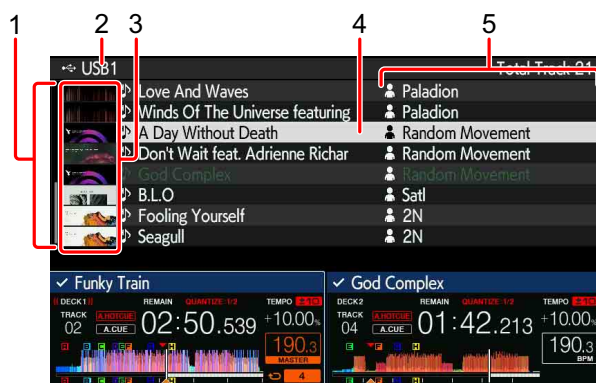 1 2 3 4 5
USB1 Total Track 21
Love And Waves Paladion
Winds Of The Universe featuring Paladion
A Day Without Death Random Movement
Don't Wait feat. Adrienne Richar Random Movement
God Complex Random Movement
B.L.O Satl
Fooling Yourself 2N
Seagull 2N
✓ Funky Train ✓ God Complex
DECK1 REMAIN QUANTIZE 1/2 TEMPO ±10 DECK2 REMAIN QUANTIZE 1/2 TEMPO ±10
TRACK A.HOTCUE TRACK A.HOTCUE
02 A.CUE 02:50.539 +10.00% 04 A.CUE 01:42.213 +10.00%
190.3 190.3
MASTER BPM
4